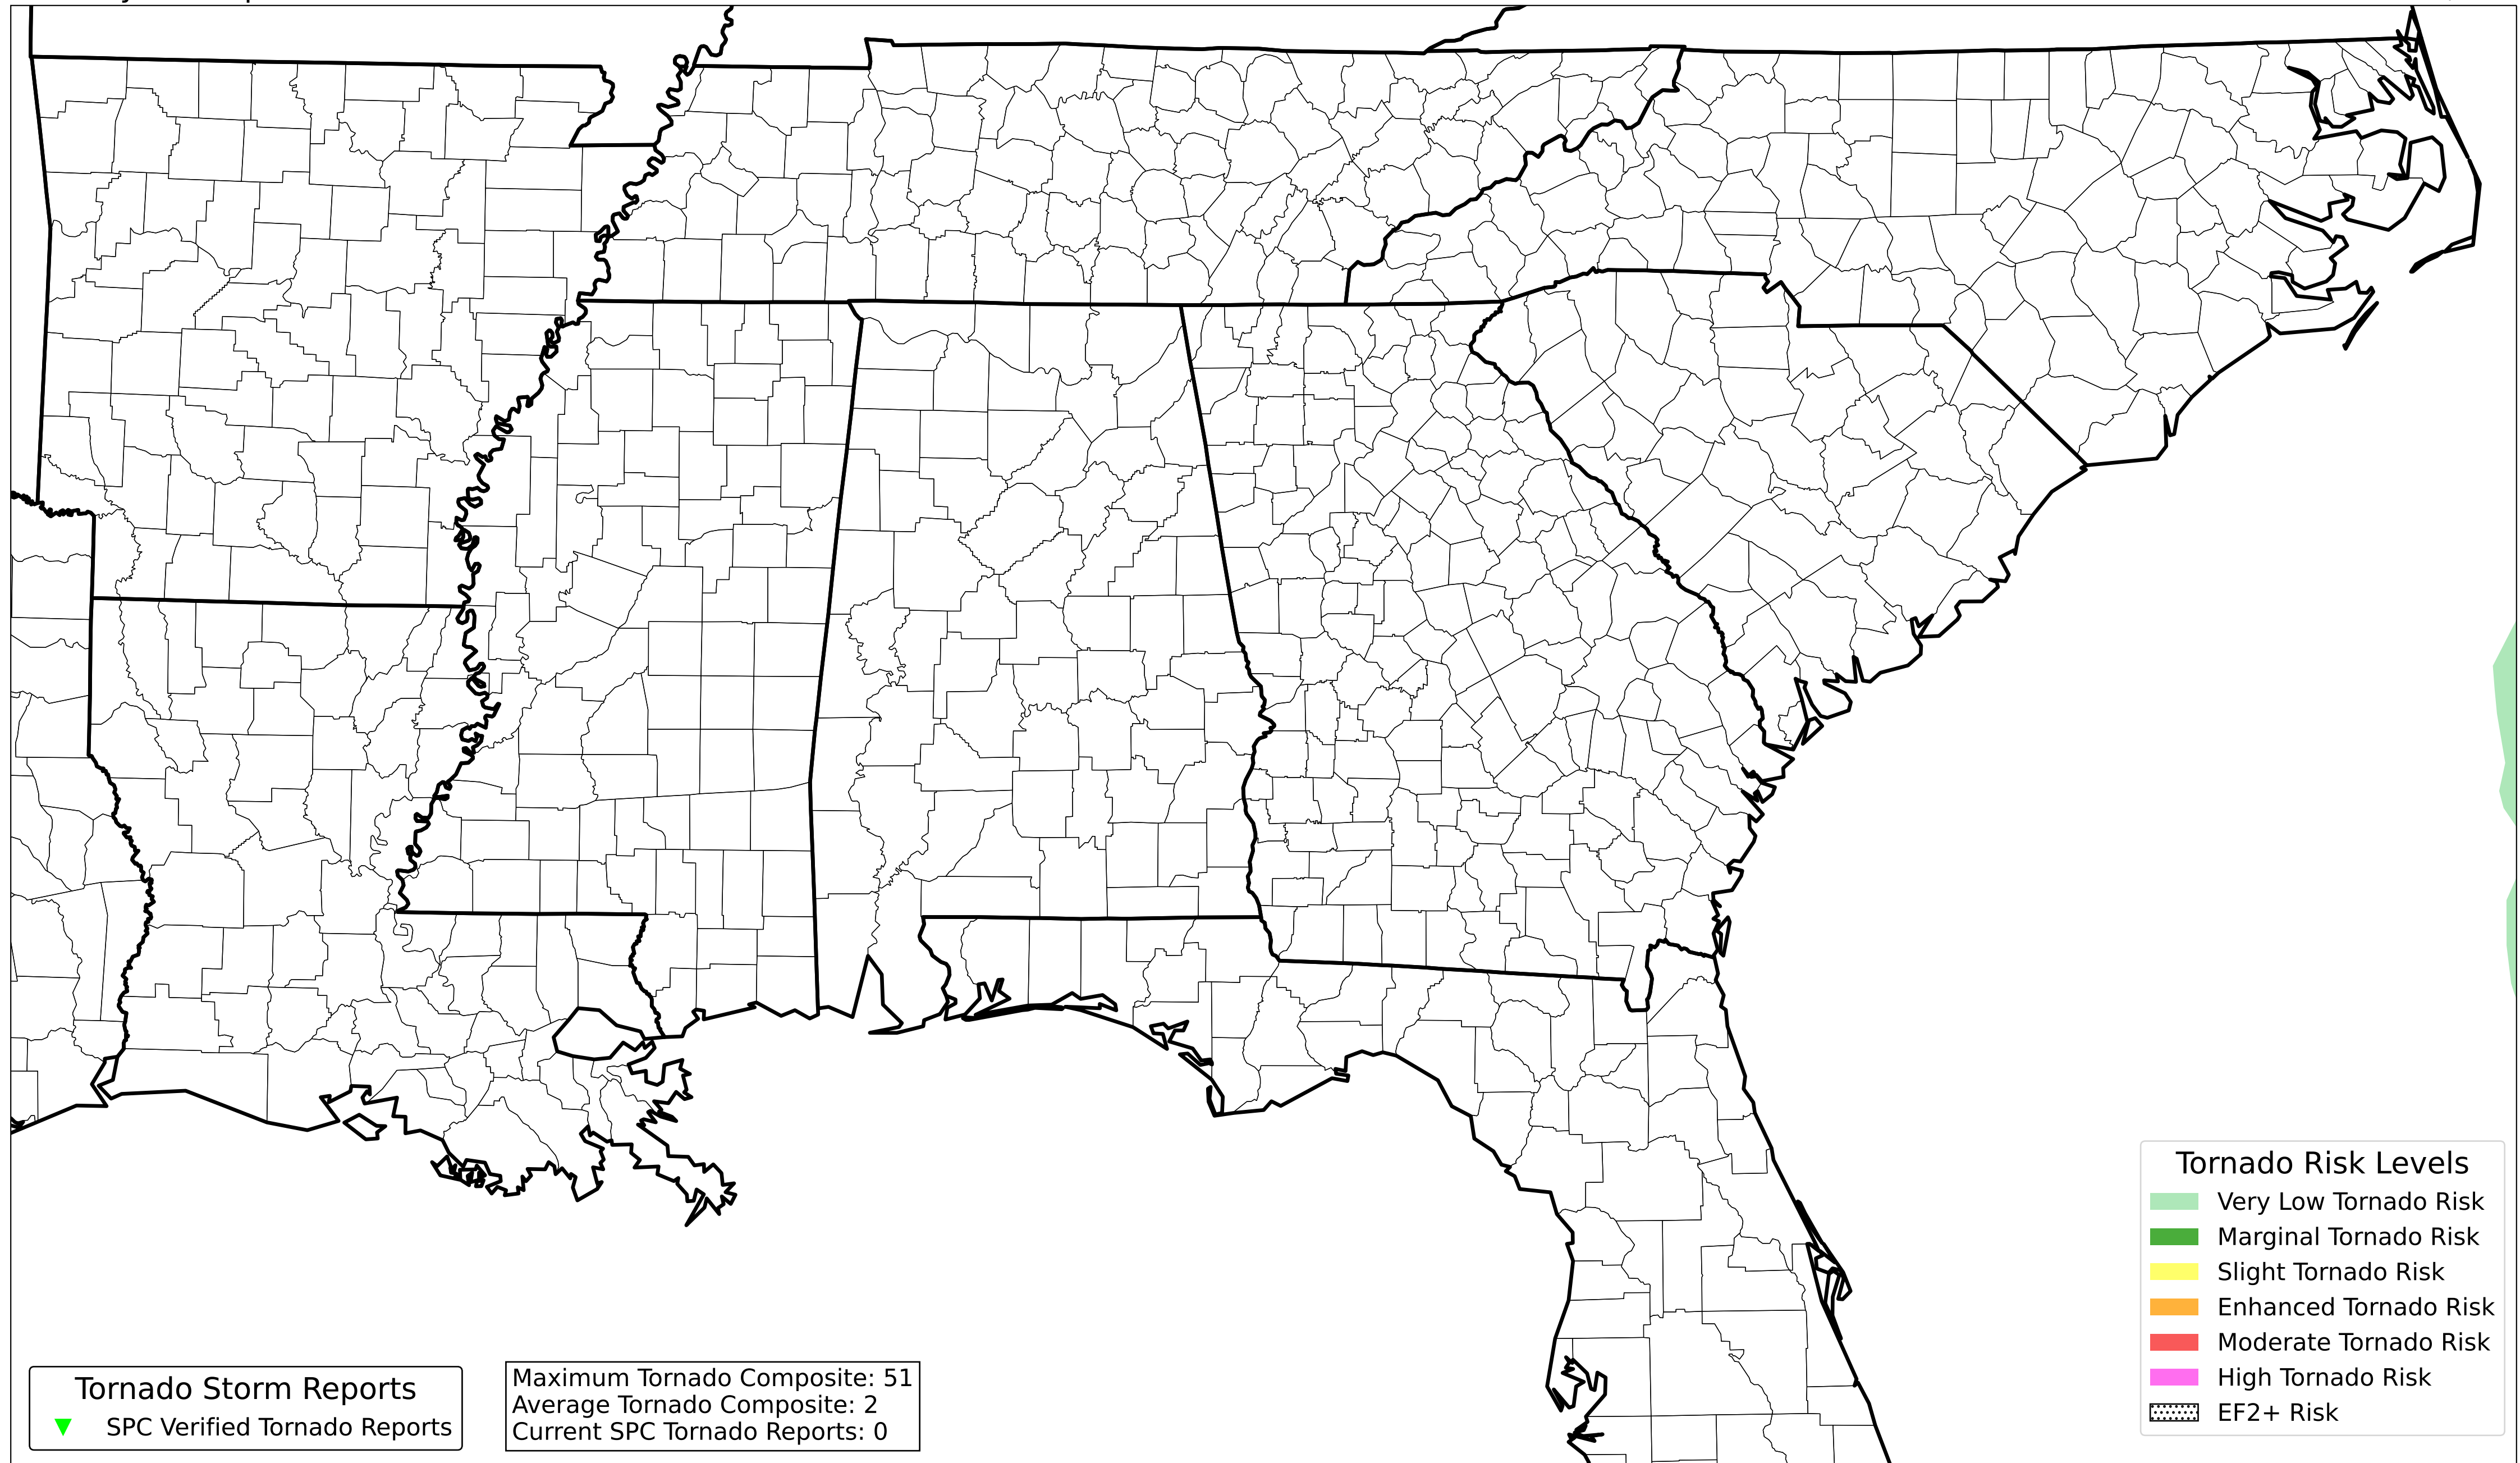 Tornado Risk Levels
Very Low Tornado Risk
Marginal Tornado Risk
Slight Tornado Risk
Enhanced Tornado Risk
Moderate Tornado Risk
High Tornado Risk
EF2+ Risk
Tornado Storm Reports
SPC Verified Tornado Reports
Maximum Tornado Composite: 51
Average Tornado Composite: 2
Current SPC Tornado Reports: 0